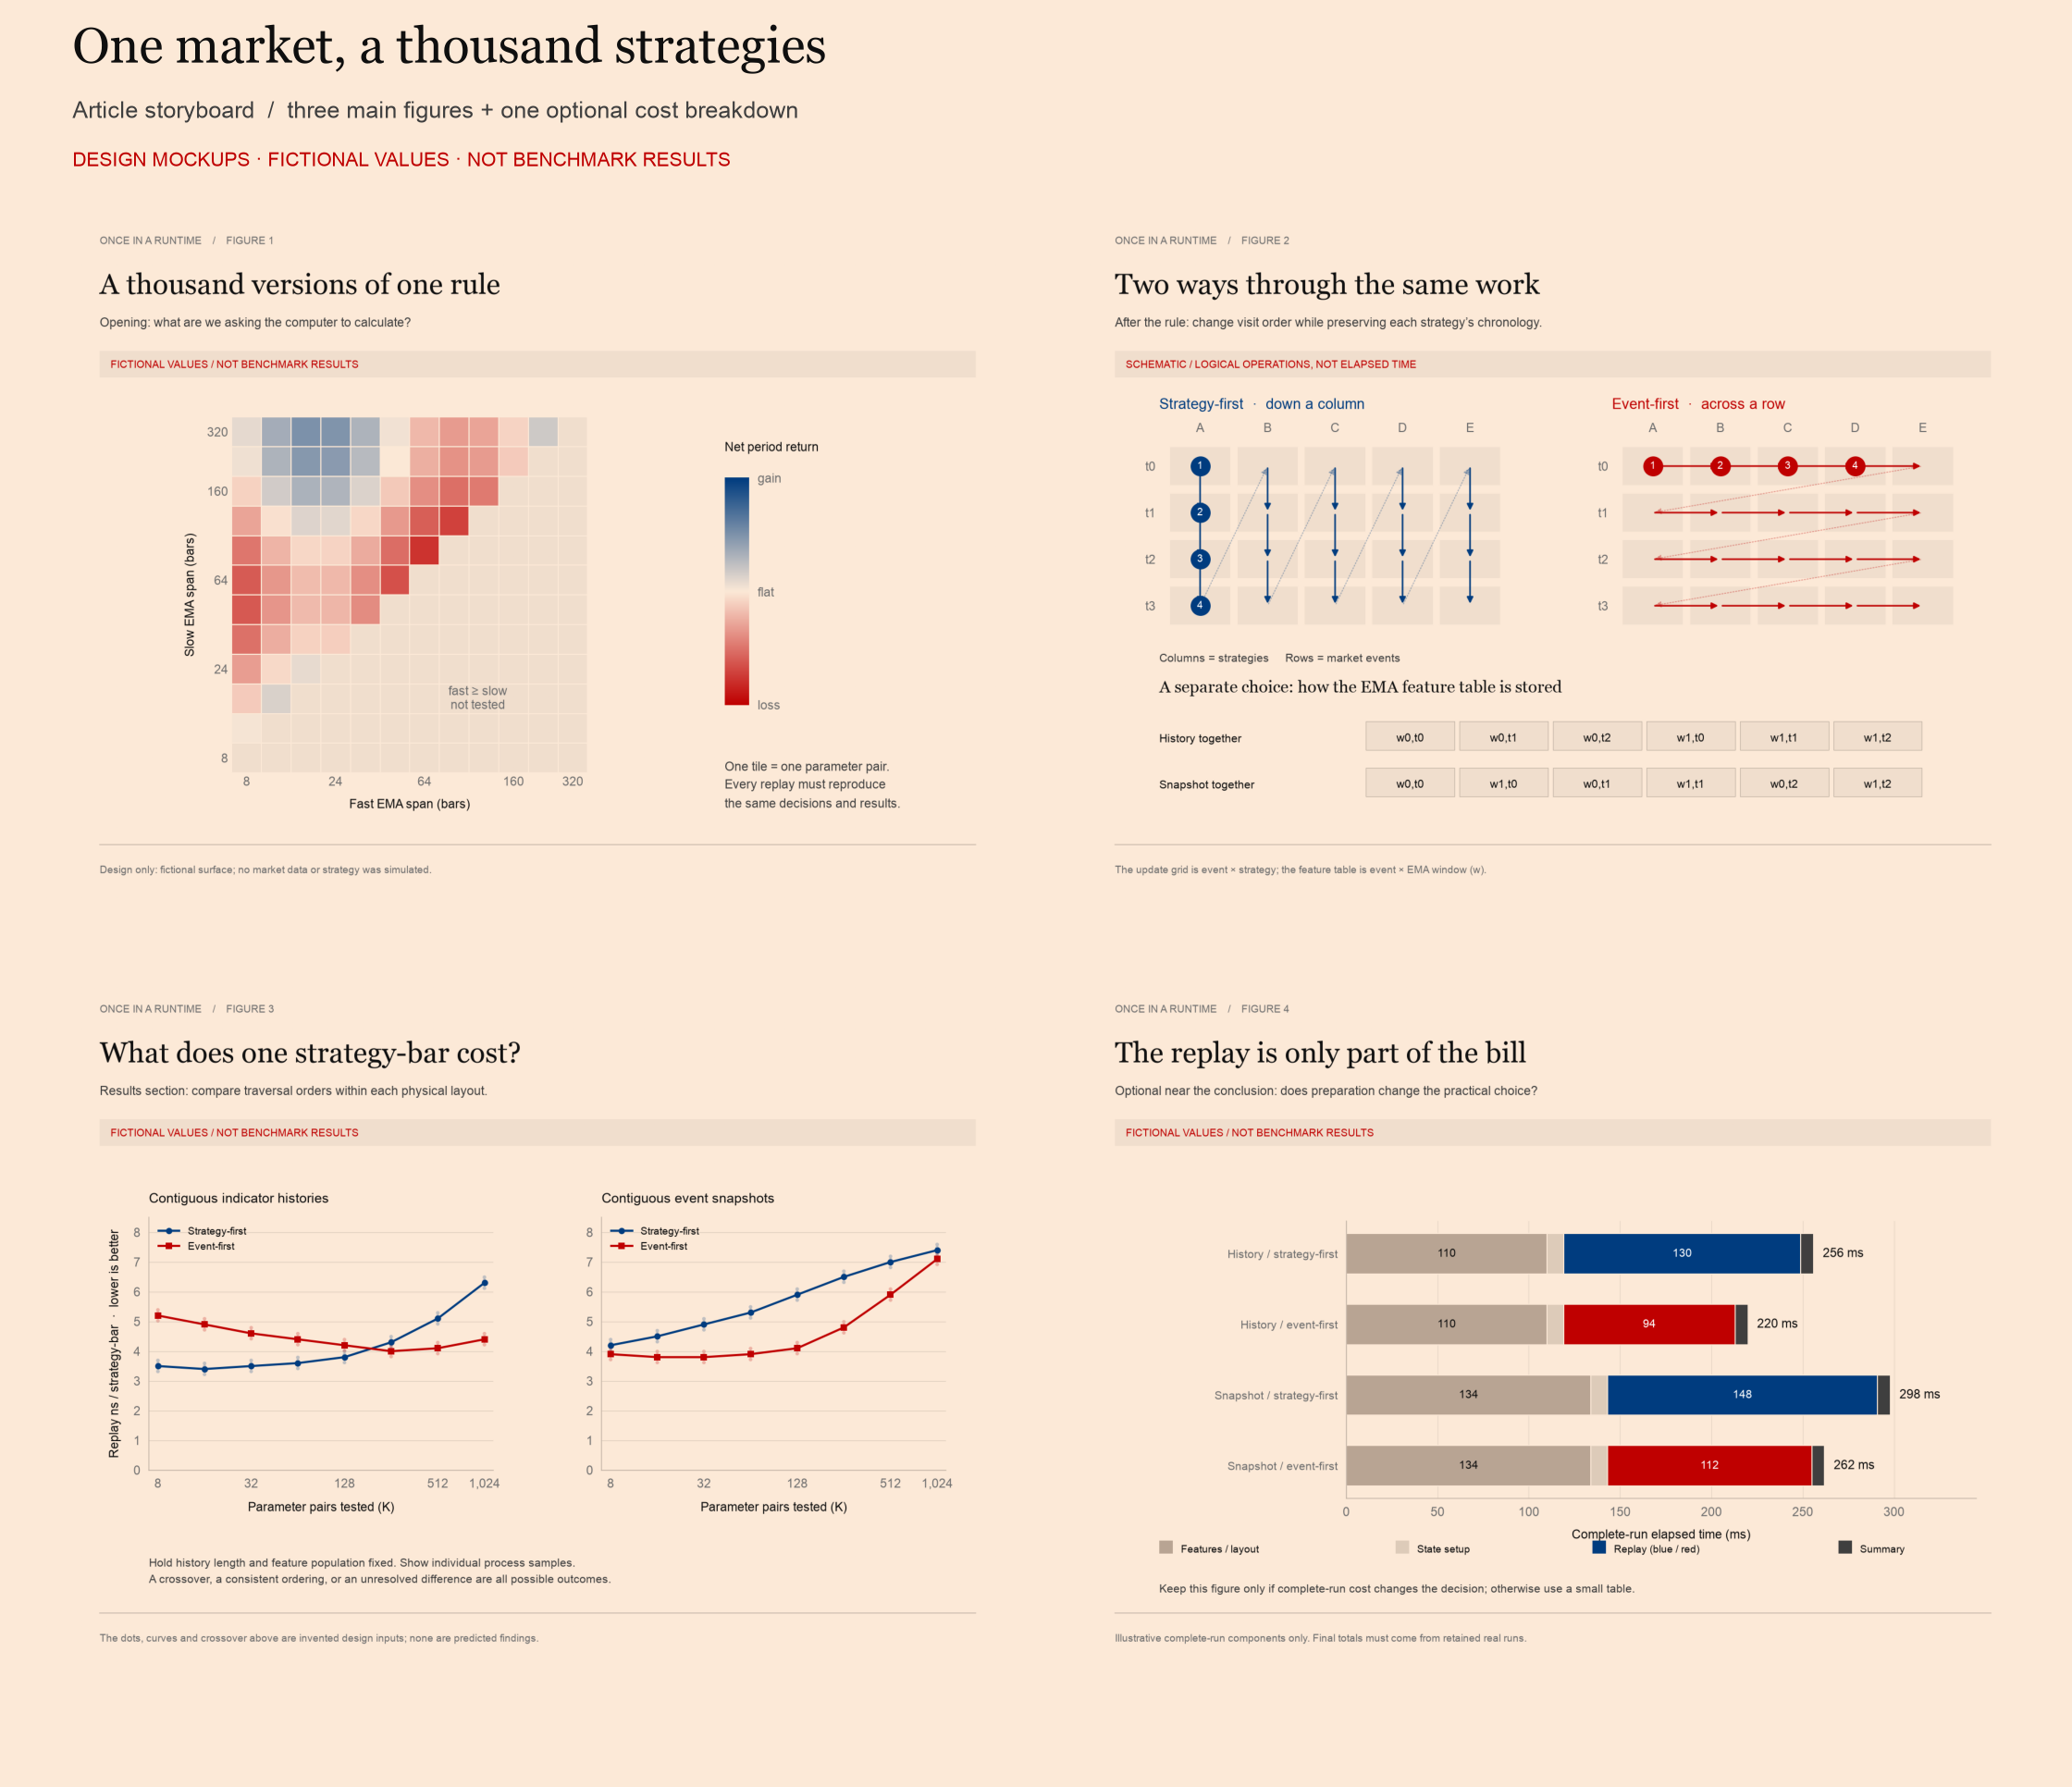 One market, a thousand strategies
Article storyboard / three main figures + one optional cost breakdown
DESIGN MOCKUPS · FICTIONAL VALUES · NOT BENCHMARK RESULTS
ONCE IN A RUNTIME / FIGURE 1
A thousand versions of one rule
Opening: what are we asking the computer to calculate?
FICTIONAL VALUES / NOT BENCHMARK RESULTS
Slow EMA span (bars)
320
160
64
24
8
fast ≥ slow
not tested
8 24 64 160 320
Fast EMA span (bars)
Net period return
gain
flat
loss
One tile = one parameter pair.
Every replay must reproduce
the same decisions and results.
Design only: fictional surface; no market data or strategy was simulated.
ONCE IN A RUNTIME / FIGURE 2
Two ways through the same work
After the rule: change visit order while preserving each strategy's chronology.
SCHEMATIC / LOGICAL OPERATIONS, NOT ELAPSED TIME
Strategy-first · down a column
A B C D E
t0 1
t1 2
t2 3
t3 4
Event-first · across a row
A B C D E
t0 1 2 3 4
t1
t2
t3
Columns = strategies Rows = market events
A separate choice: how the EMA feature table is stored
History together w0,t0 w0,t1 w0,t2 w1,t0 w1,t1 w1,t2
Snapshot together w0,t0 w1,t0 w0,t1 w1,t1 w0,t2 w1,t2
The update grid is event × strategy; the feature table is event × EMA window (w).
ONCE IN A RUNTIME / FIGURE 3
What does one strategy-bar cost?
Results section: compare traversal orders within each physical layout.
FICTIONAL VALUES / NOT BENCHMARK RESULTS
Contiguous indicator histories
Replay ns / strategy-bar · lower is better
Strategy-first
Event-first
8
7
6
5
4
3
2
1
0
8 32 128 512 1,024
Parameter pairs tested (K)
Contiguous event snapshots
Strategy-first
Event-first
8
7
6
5
4
3
2
1
0
8 32 128 512 1,024
Parameter pairs tested (K)
Hold history length and feature population fixed. Show individual process samples.
A crossover, a consistent ordering, or an unresolved difference are all possible outcomes.
The dots, curves and crossover above are invented design inputs; none are predicted findings.
ONCE IN A RUNTIME / FIGURE 4
The replay is only part of the bill
Optional near the conclusion: does preparation change the practical choice?
FICTIONAL VALUES / NOT BENCHMARK RESULTS
History / strategy-first 110 130 256 ms
History / event-first 110 94 220 ms
Snapshot / strategy-first 134 148 298 ms
Snapshot / event-first 134 112 262 ms
0 50 100 150 200 250 300
Complete-run elapsed time (ms)
Features / layout State setup Replay (blue / red) Summary
Keep this figure only if complete-run cost changes the decision; otherwise use a small table.
Illustrative complete-run components only. Final totals must come from retained real runs.